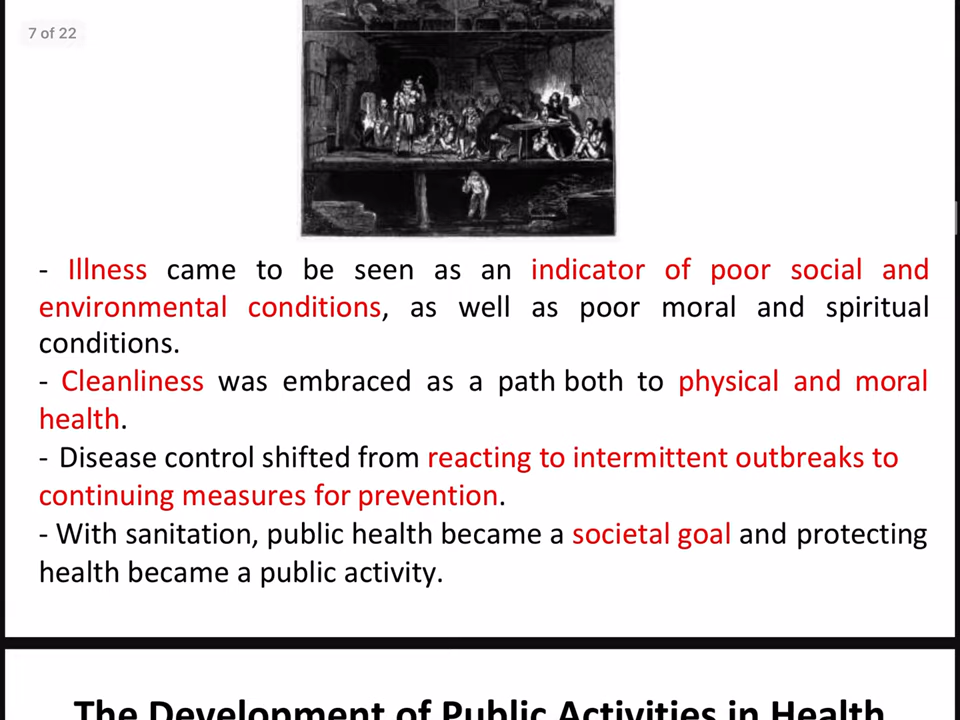 7 of 22
- Illness came to be seen as an indicator of poor social and
environmental conditions, as well as poor moral and spiritual
conditions.
- Cleanliness was embraced as a path both to physical and moral
health.
- Disease control shifted from reacting to intermittent outbreaks to
continuing measures for prevention.
- With sanitation, public health became a societal goal and protecting
health became a public activity.
The Development of Public Activities in Health